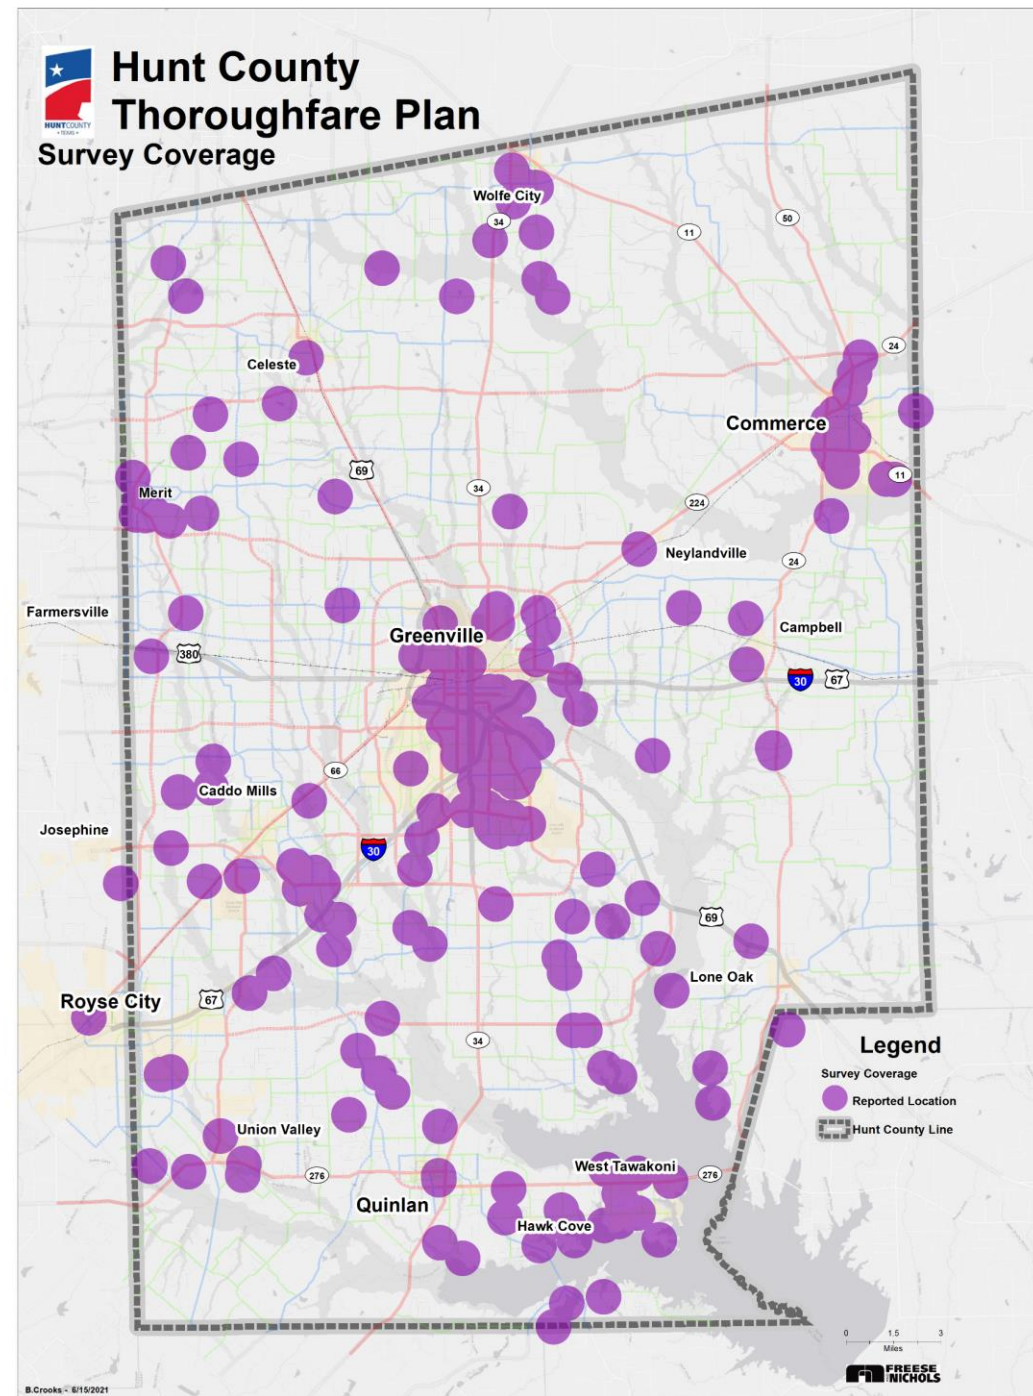 Hunt County
Thoroughfare Plan
Survey Coverage
HUNTCOUNTY
• TEXAS •
Wolfe City
34
11
50
24
Celeste
Commerce
69
34
11
Merit
224
Neylandville
24
Farmersville
Greenville
Campbell
380
30
67
66
Caddo Mills
Josephine
30
69
Lone Oak
Royse City
67
34
Legend
Survey Coverage
Reported Location
Hunt County Line
Union Valley
276
West Tawakoni
276
Quinlan
Hawk Cove
0 1.5 3
Miles
FREESE
NICHOLS
B.Crooks - 6/15/2021